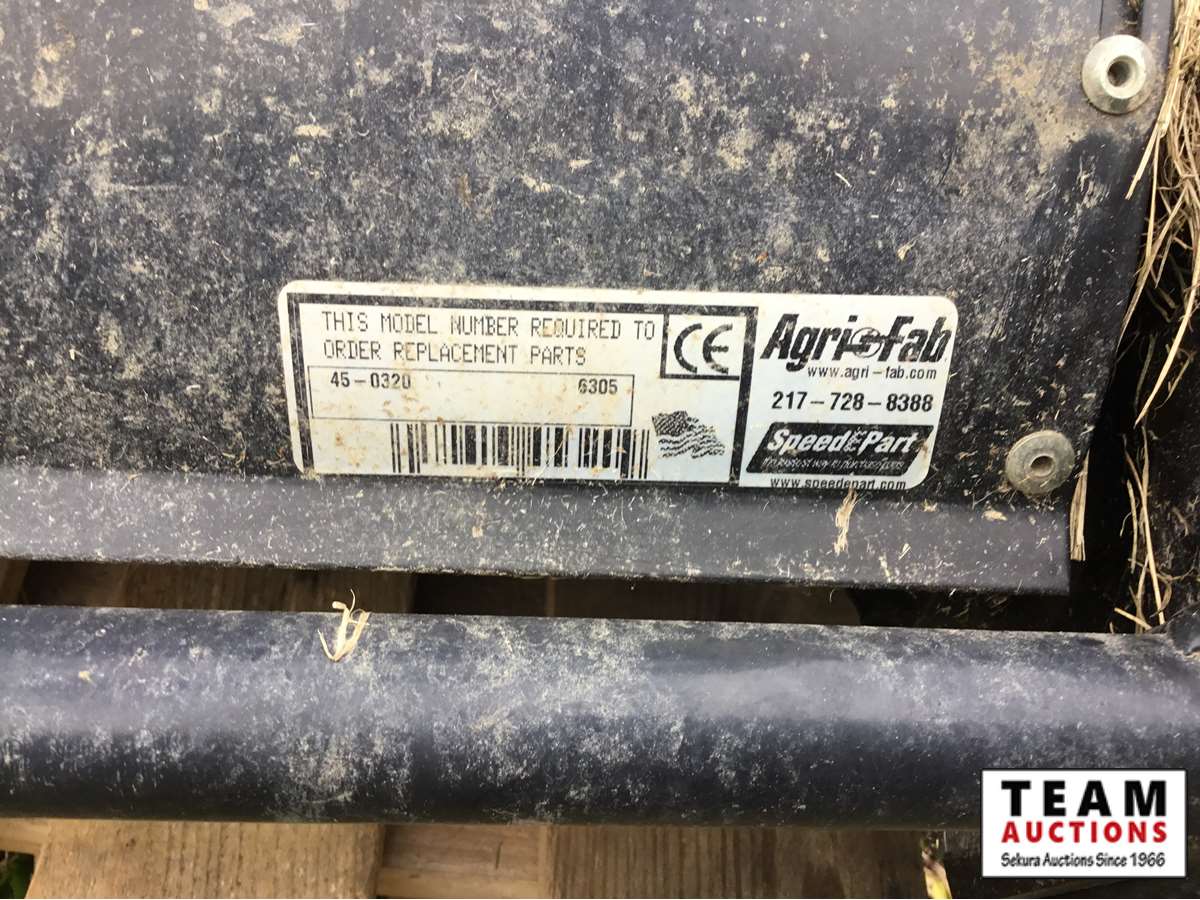 THIS MODEL NUMBER REQUIRED TO
ORDER REPLACEMENT PARTS
45-0320 6305
CE
Agri-Fab
www.agri-fab.com
217-728-8388
SpeedEPart
www.speedepart.com
TEAM
AUCTIONS
Sekura Auctions Since 1966